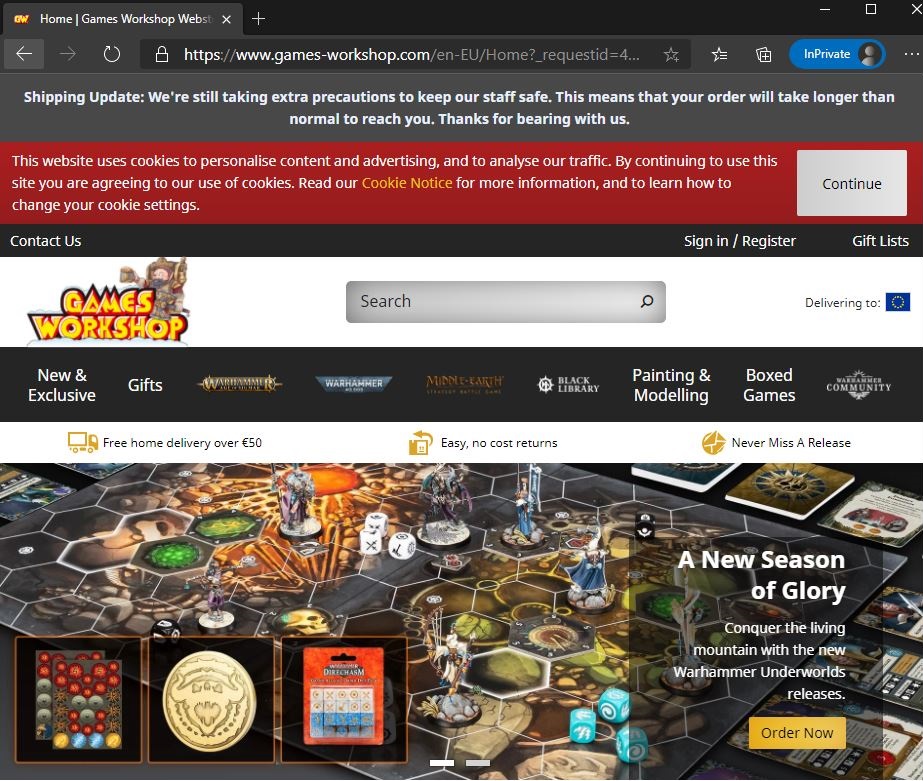 Home | Games Workshop Webst
https://www.games-workshop.com/en-EU/Home?_requestid=4...
InPrivate
Shipping Update: We're still taking extra precautions to keep our staff safe. This means that your order will take longer than
normal to reach you. Thanks for bearing with us.
This website uses cookies to personalise content and advertising, and to analyse our traffic. By continuing to use this
site you are agreeing to our use of cookies. Read our Cookie Notice for more information, and to learn how to
change your cookie settings.
Continue
Contact Us
Sign in / Register
Gift Lists
GAMES
WORKSHOP
Search
Delivering to:
New &
Exclusive
Gifts
WARHAMMER
WARHAMMER
MIDDLE-EARTH
STRATEGY BATTLE GAME
BLACK
LIBRARY
Painting &
Modelling
Boxed
Games
WARHAMMER
COMMUNITY
Free home delivery over €50
Easy, no cost returns
Never Miss A Release
A New Season
of Glory
Conquer the living
mountain with the new
Warhammer Underworlds
releases.
Order Now
WARHAMMER
DIRECHASM